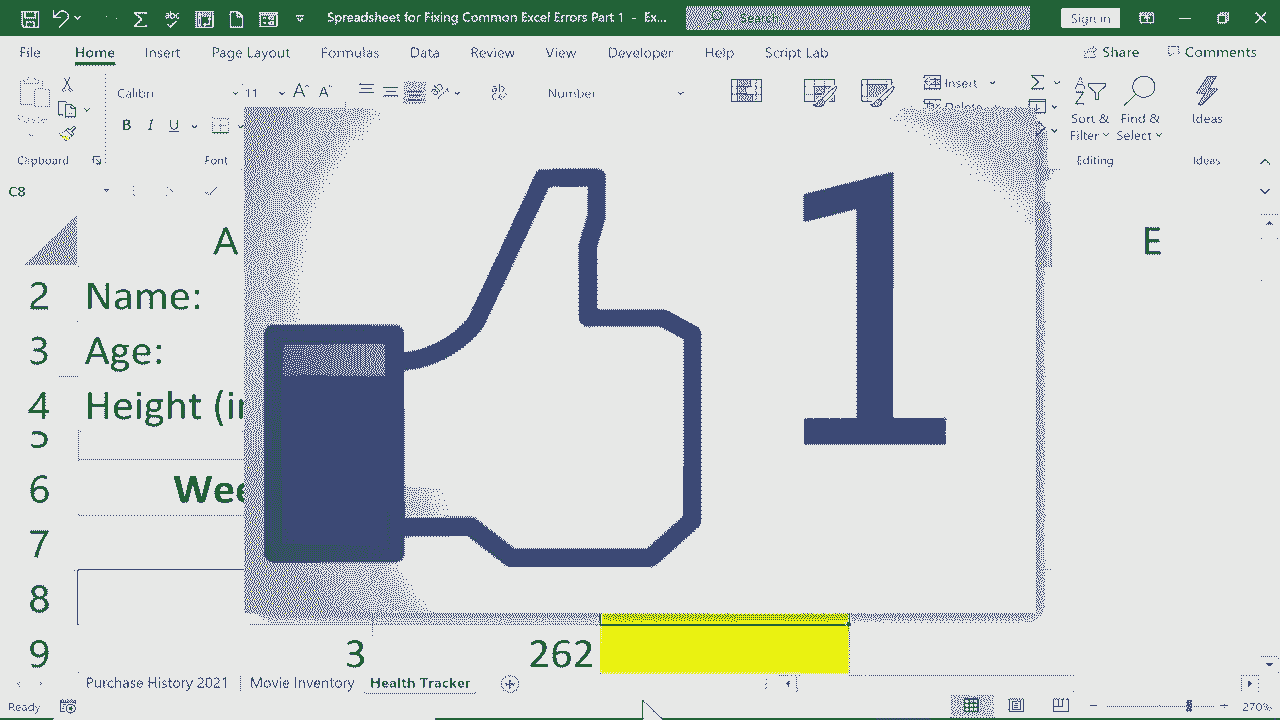 Spreadsheet for Fixing Common Excel Errors Part 1 - Ex...
Search
Sign in
File Home Insert Page Layout Formulas Data Review View Developer Help Script Lab
Share Comments
Calibri 11 A A ab Number Insert Delete
B I U
Sort & Filter Find & Select Ideas
Clipboard Font Editing Ideas
C8
A E
2 Name:
3 Age:
4 Height (i
5
6
7
8
9 3 262
1
Purchase History 2021 Movie Inventory Health Tracker
Ready 270%